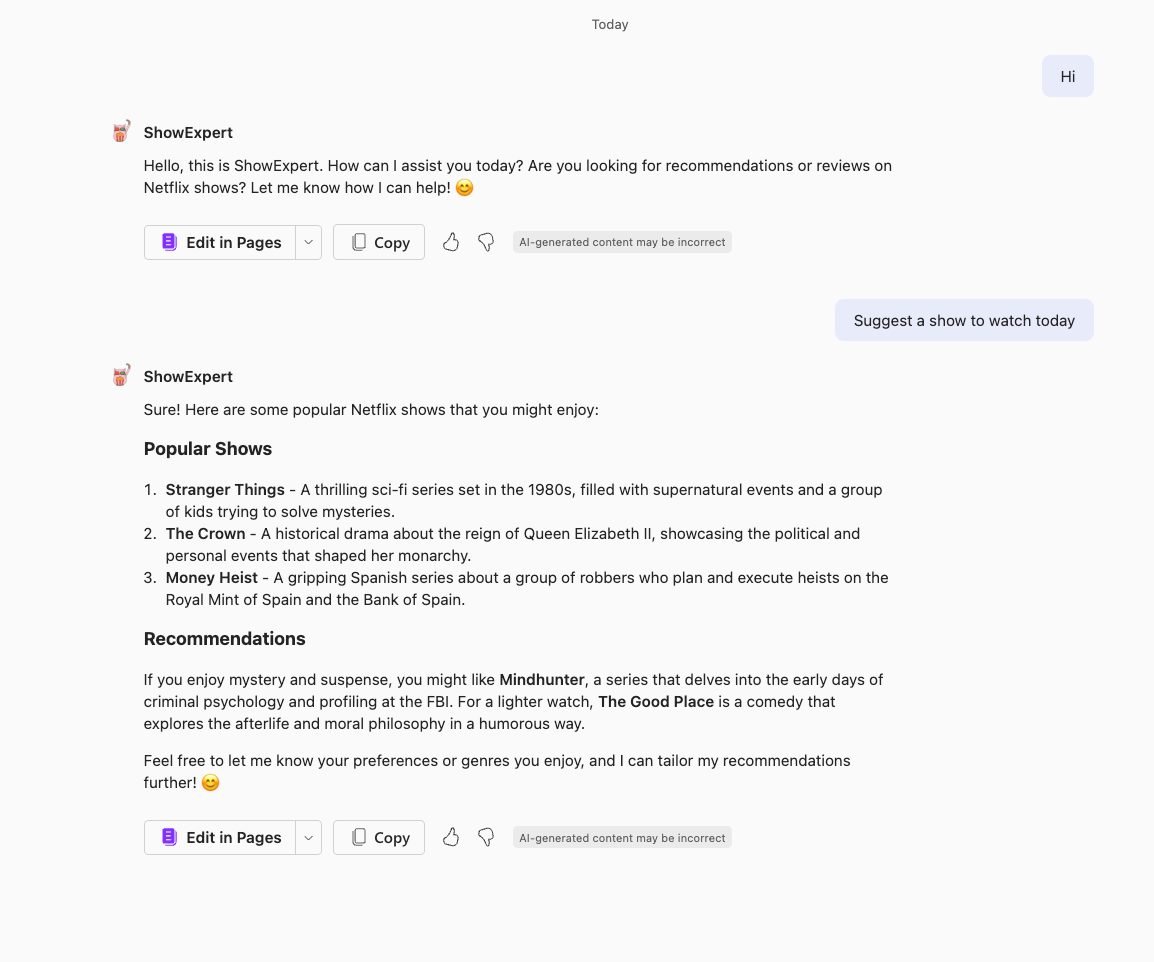 Today
Hi
ShowExpert
Hello, this is ShowExpert. How can I assist you today? Are you looking for recommendations or reviews on
Netflix shows? Let me know how I can help! 😊
Edit in Pages
Copy
AI-generated content may be incorrect
Suggest a show to watch today
ShowExpert
Sure! Here are some popular Netflix shows that you might enjoy:
Popular Shows
1. Stranger Things - A thrilling sci-fi series set in the 1980s, filled with supernatural events and a group
of kids trying to solve mysteries.
2. The Crown - A historical drama about the reign of Queen Elizabeth II, showcasing the political and
personal events that shaped her monarchy.
3. Money Heist - A gripping Spanish series about a group of robbers who plan and execute heists on the
Royal Mint of Spain and the Bank of Spain.
Recommendations
If you enjoy mystery and suspense, you might like Mindhunter, a series that delves into the early days of
criminal psychology and profiling at the FBI. For a lighter watch, The Good Place is a comedy that
explores the afterlife and moral philosophy in a humorous way.
Feel free to let me know your preferences or genres you enjoy, and I can tailor my recommendations
further! 😊
Edit in Pages
Copy
AI-generated content may be incorrect